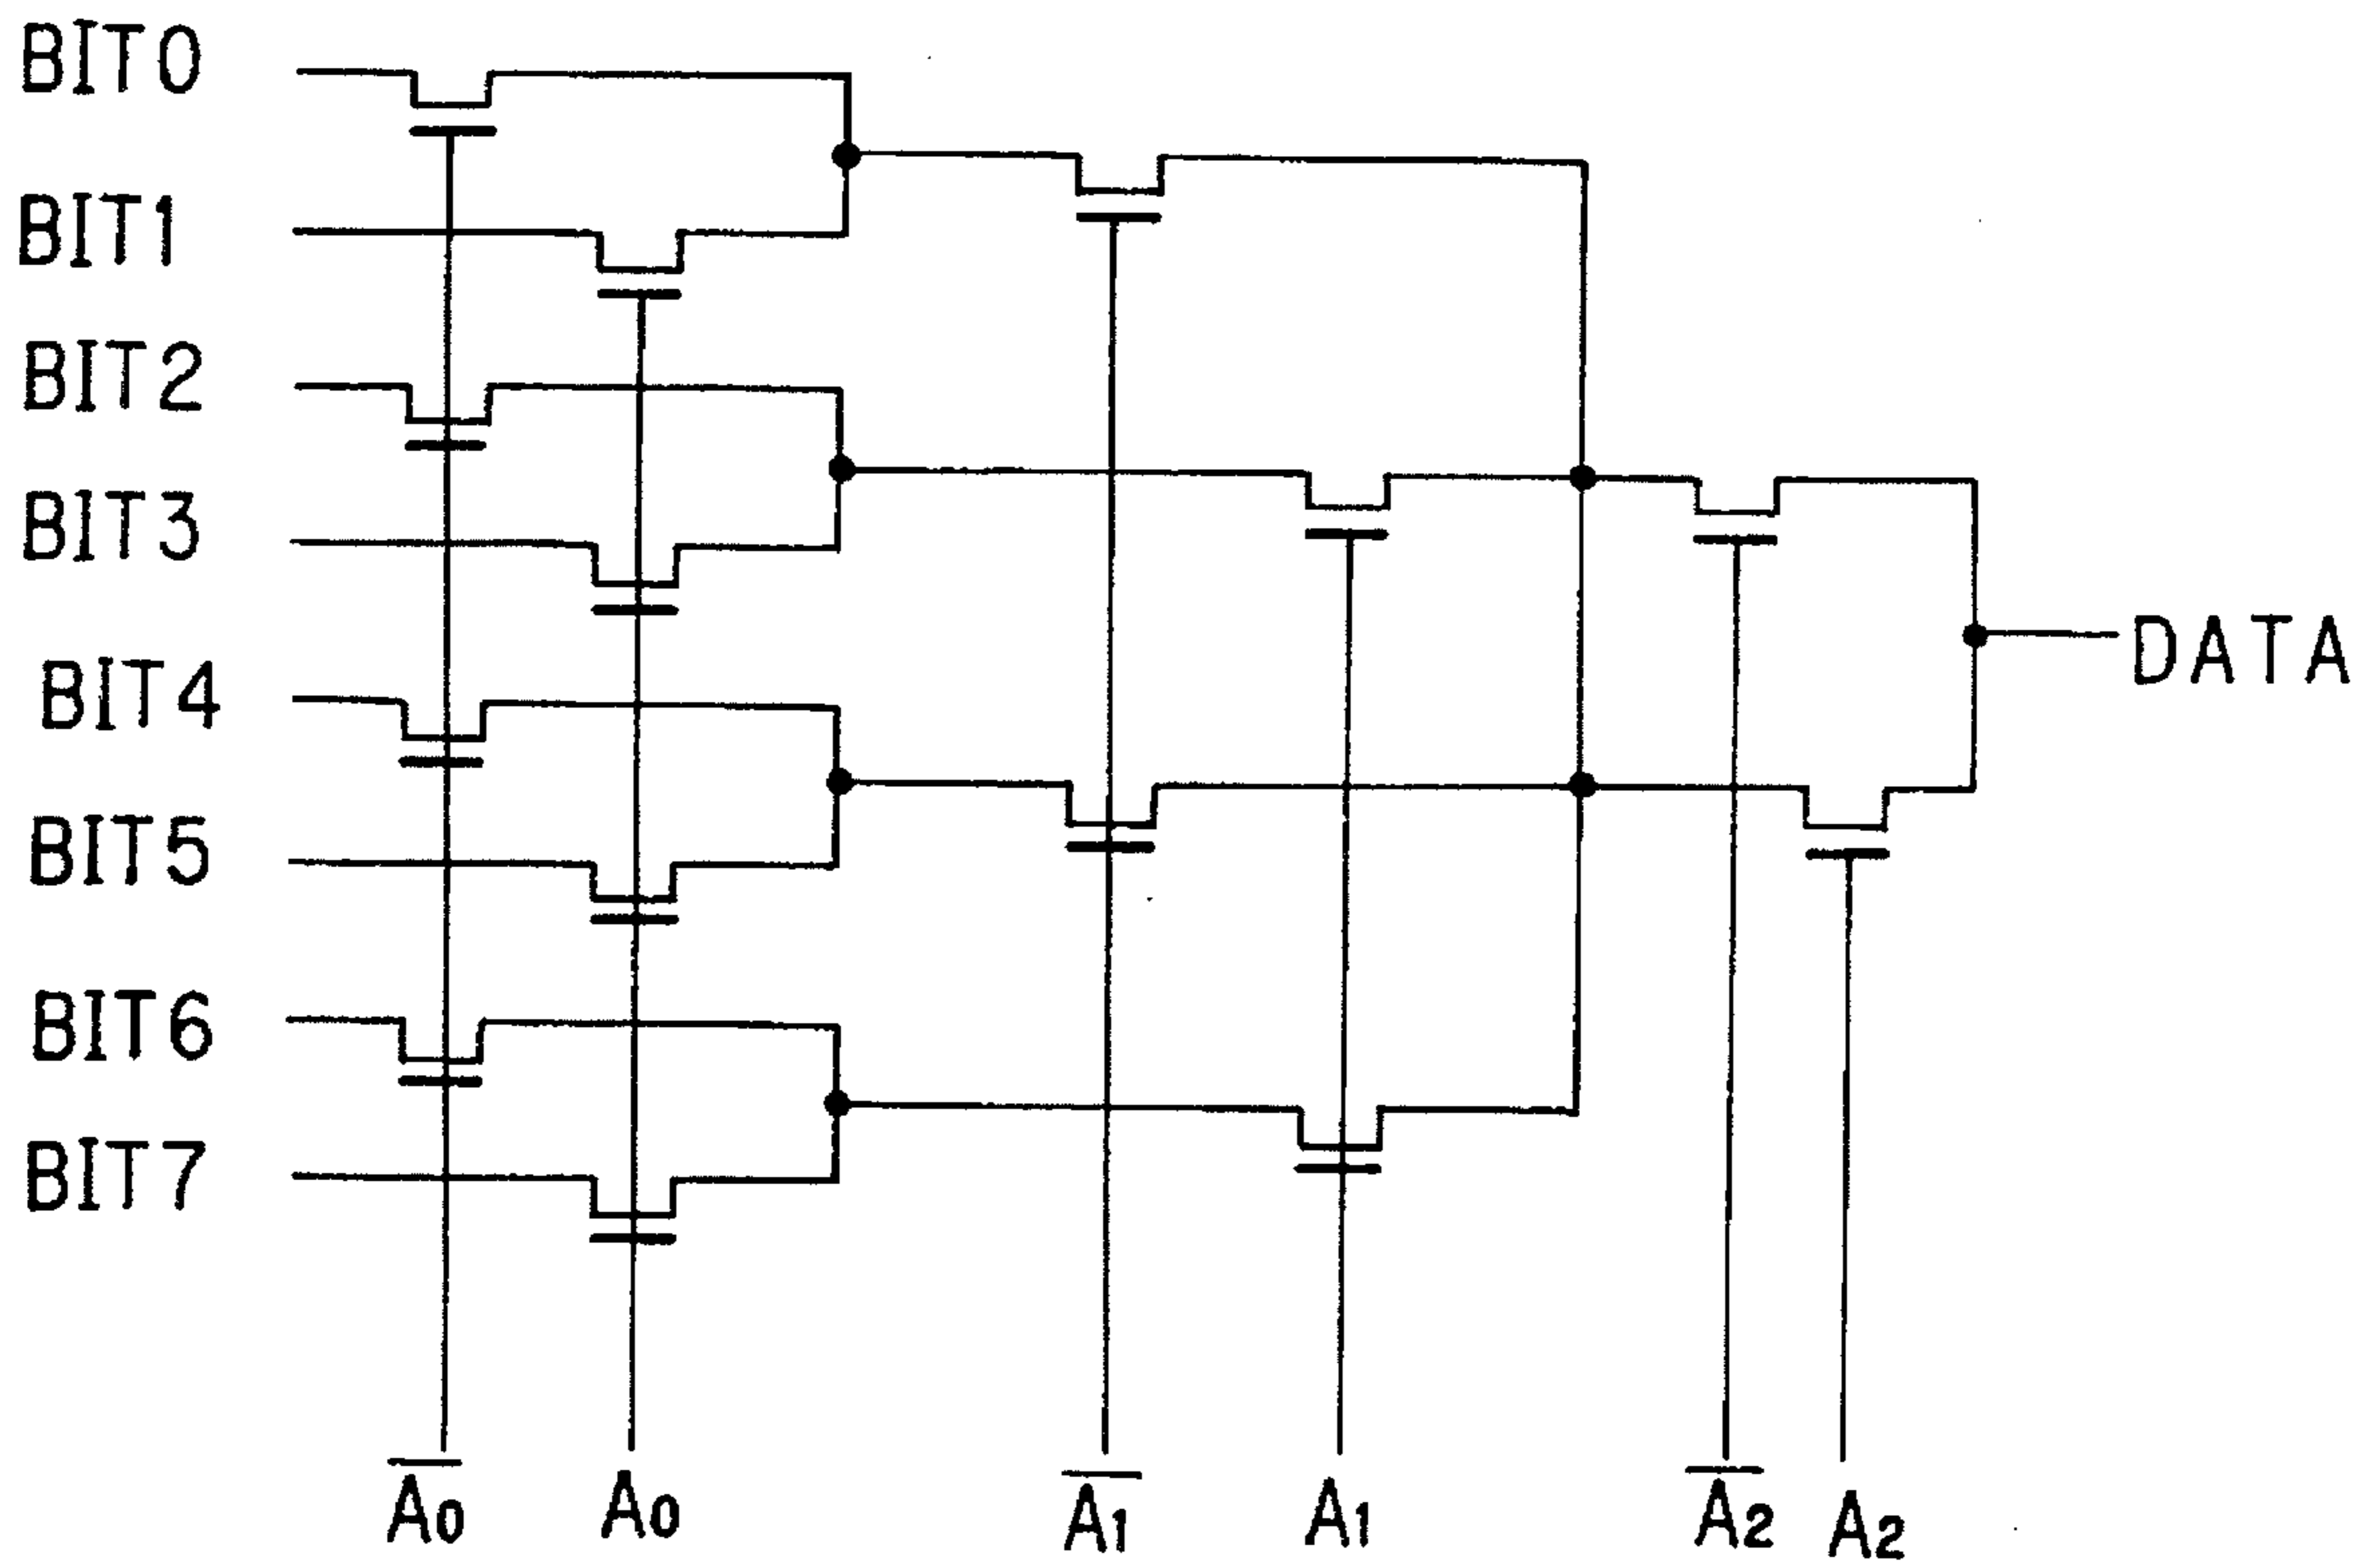 BIT0
BIT1
BIT2
BIT3
BIT4
BIT5
BIT6
BIT7
DATA
A̅0 A0 A̅1 A1 A̅2 A2